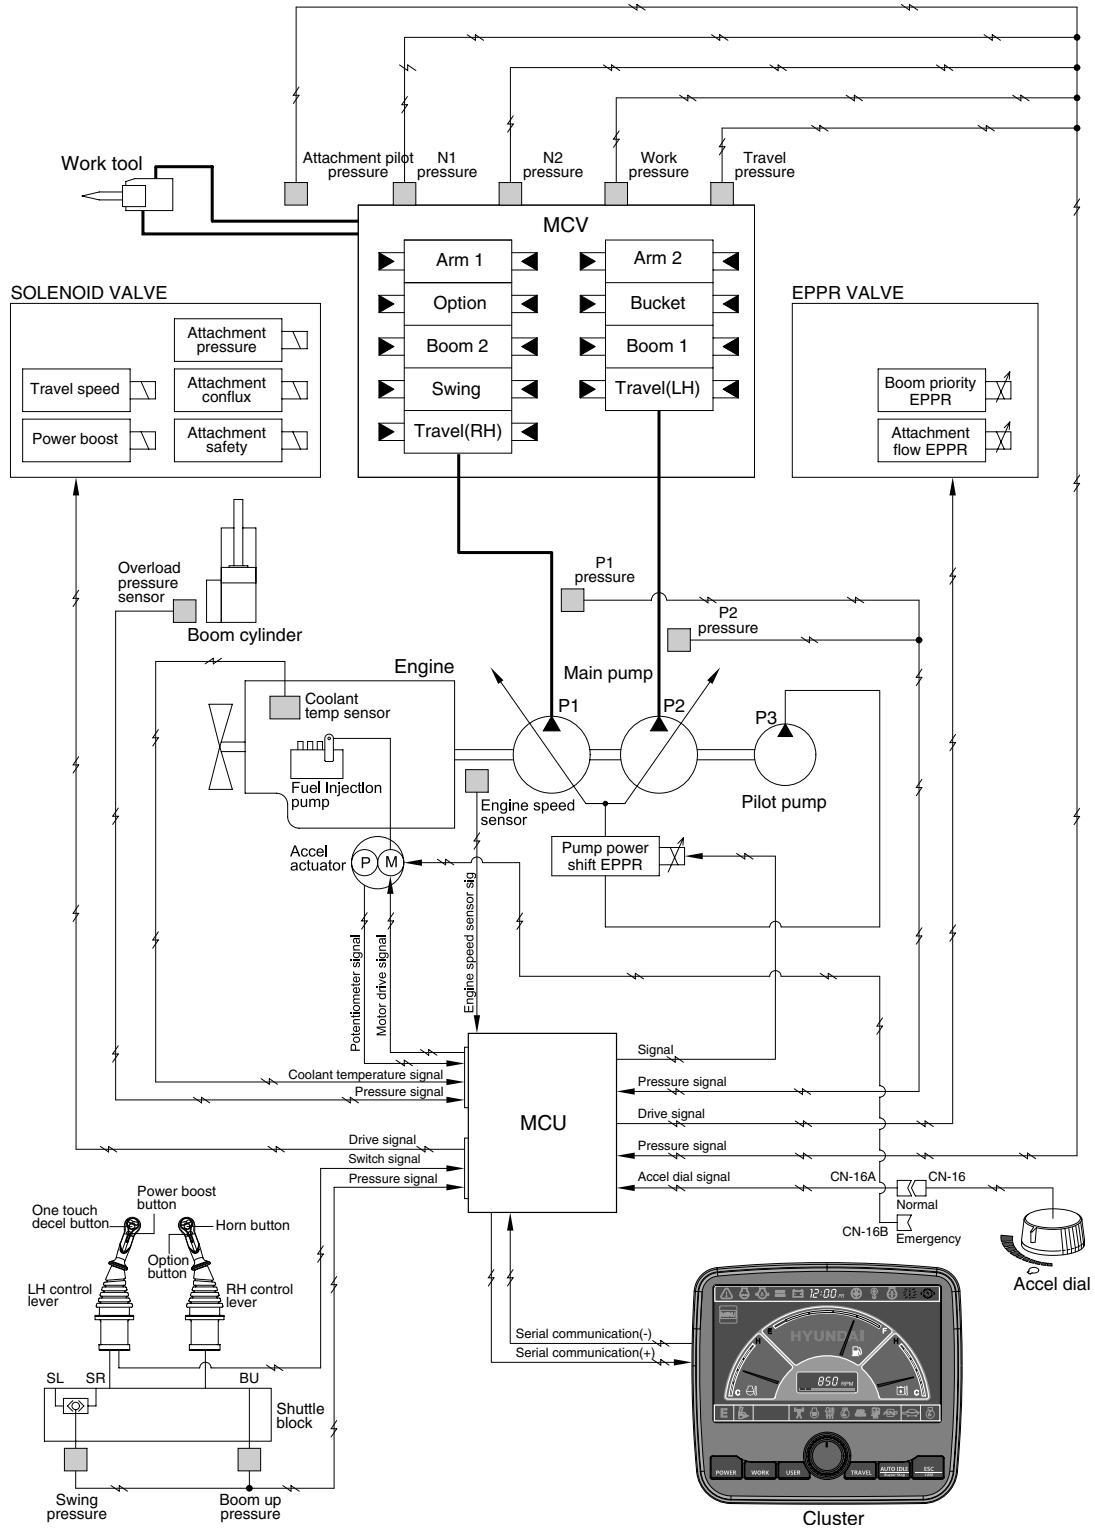 Work tool
Attachment pilot
pressure
N1
pressure
N2
pressure
Work
pressure
Travel
pressure
MCV
Arm 1
Option
Boom 2
Swing
Travel(RH)
Arm 2
Bucket
Boom 1
Travel(LH)
SOLENOID VALVE
Attachment
pressure
Travel speed
Attachment
conflux
Power boost
Attachment
safety
EPPR VALVE
Boom priority
EPPR
Attachment
flow EPPR
Overload
pressure
sensor
Boom cylinder
P1
pressure
P2
pressure
Engine
Coolant
temp sensor
Fuel Injection
pump
Main pump
P1
P2
P3
Pilot pump
Engine speed
sensor
Accel
actuator
P
M
Pump power
shift EPPR
Potentiometer signal
Motor drive signal
Engine speed sensor sig
Coolant temperature signal
Pressure signal
Drive signal
Switch signal
Pressure signal
MCU
Signal
Pressure signal
Drive signal
Pressure signal
Accel dial signal
CN-16A
CN-16
Normal
CN-16B
Emergency
Accel dial
Power boost
button
One touch
decel button
Horn button
Option
button
LH control
lever
RH control
lever
SL
SR
BU
Shuttle
block
Swing
pressure
Boom up
pressure
Serial communication(-)
Serial communication(+)
12:00
MENU
HYUNDAI
E
F
H
C
H
C
850 RPM
E
POWER
WORK
USER
TRAVEL
AUTO IDLE
Buzzer Stop
ESC
Cluster